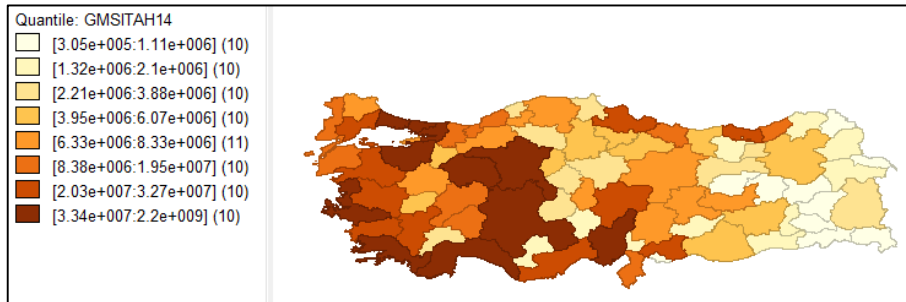 Quantile: GMSITAH14
[3.05e+005:1.11e+006] (10)
[1.32e+006:2.1e+006] (10)
[2.21e+006:3.88e+006] (10)
[3.95e+006:6.07e+006] (10)
[6.33e+006:8.33e+006] (11)
[8.38e+006:1.95e+007] (10)
[2.03e+007:3.27e+007] (10)
[3.34e+007:2.2e+009] (10)